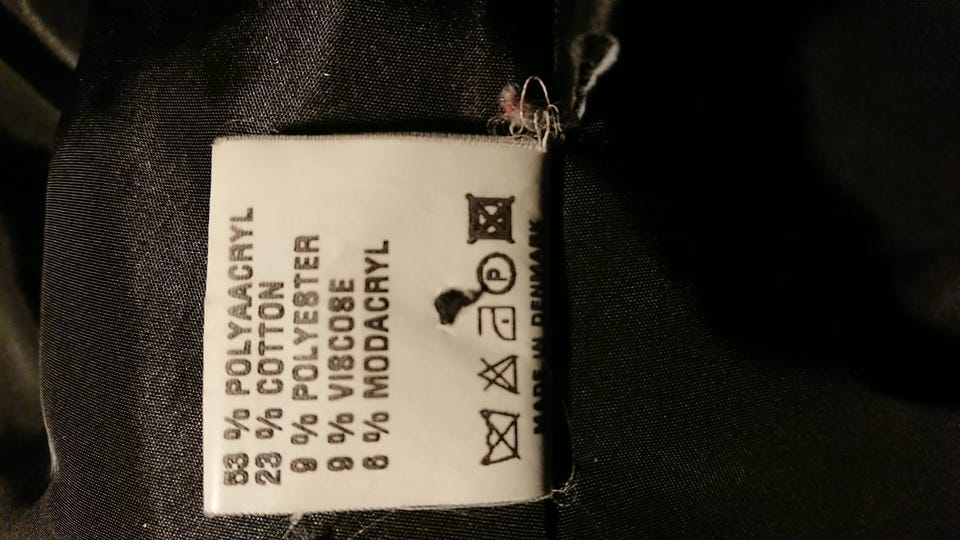 53 % POLYAACRYL
23 % COTTON
9 % POLYESTER
9 % VISCOSE
6 % MODACRYL
P
MADE IN DENMARK